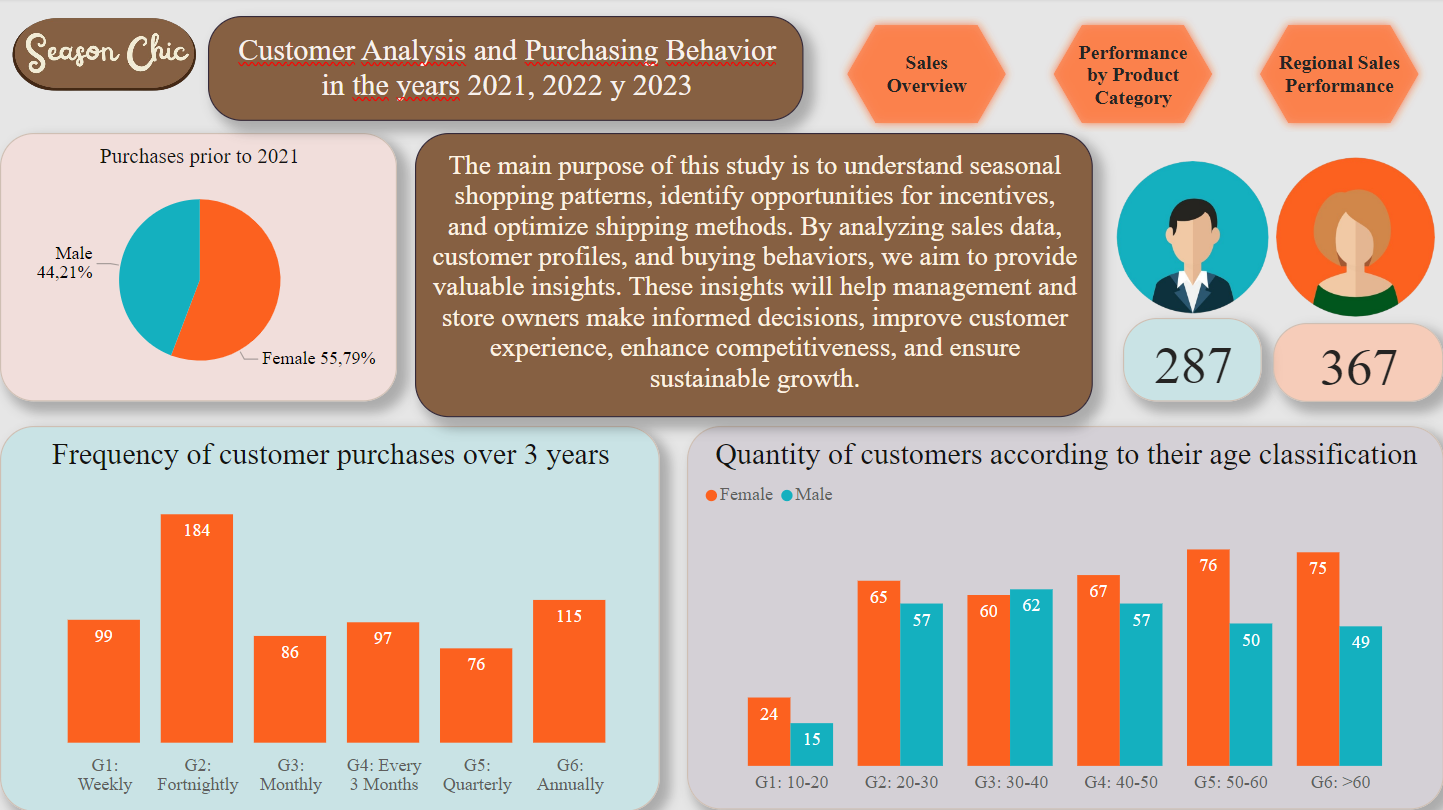 Season Chic
Customer Analysis and Purchasing Behavior
in the years 2021, 2022 y 2023
Sales
Overview
Performance
by Product
Category
Regional Sales
Performance
Purchases prior to 2021
Male
44,21%
Female 55,79%
The main purpose of this study is to understand seasonal
shopping patterns, identify opportunities for incentives,
and optimize shipping methods. By analyzing sales data,
customer profiles, and buying behaviors, we aim to provide
valuable insights. These insights will help management and
store owners make informed decisions, improve customer
experience, enhance competitiveness, and ensure
sustainable growth.
287
367
Frequency of customer purchases over 3 years
99
184
86
97
76
115
G1:
Weekly
G2:
Fortnightly
G3:
Monthly
G4: Every
3 Months
G5:
Quarterly
G6:
Annually
Quantity of customers according to their age classification
Female
Male
24
15
65
57
60
62
67
57
76
50
75
49
G1: 10-20
G2: 20-30
G3: 30-40
G4: 40-50
G5: 50-60
G6: >60